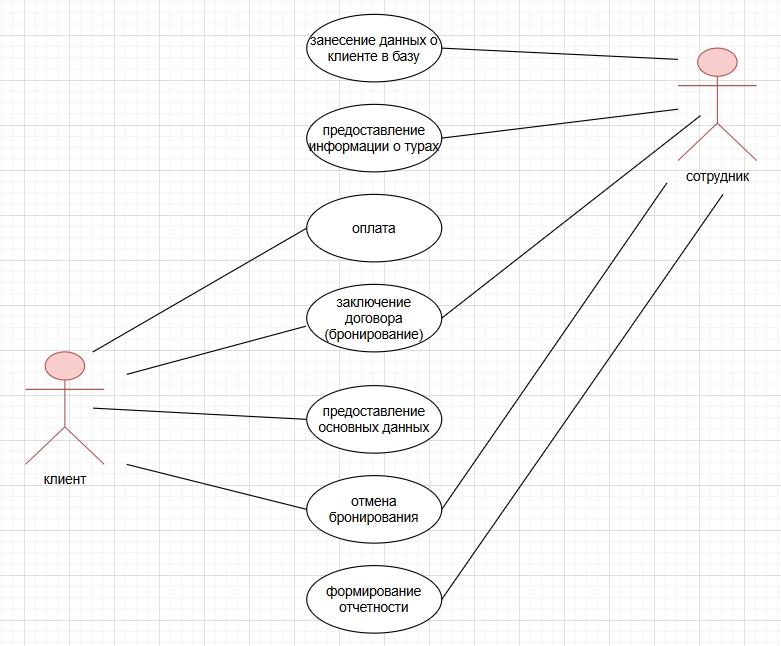 занесение данных о
клиенте в базу
предоставление
информации о турах
сотрудник
оплата
заключение
договора
(бронирование)
предоставление
основных данных
клиент
отмена
бронирования
формирование
отчетности